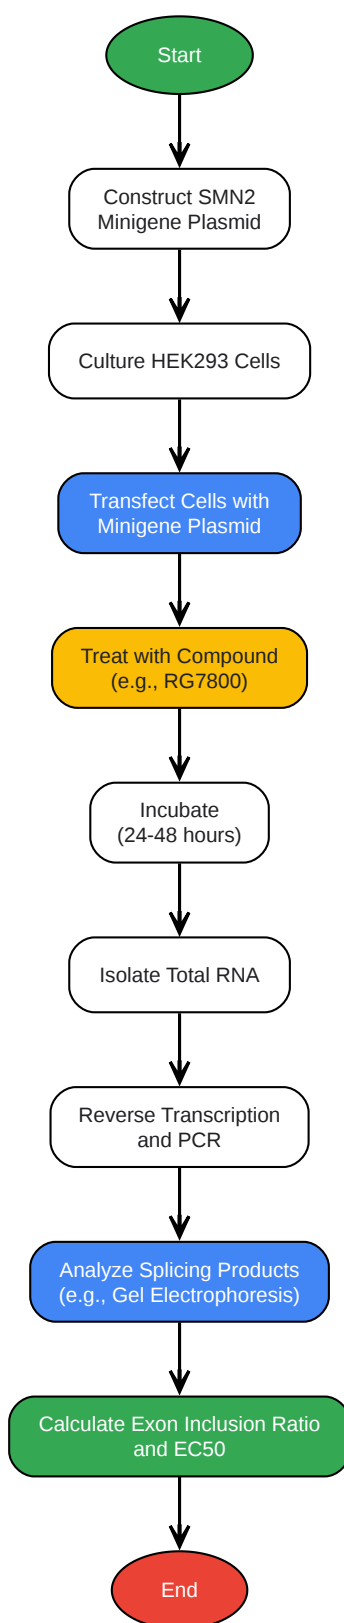 Start
Construct SMN2
Minigene Plasmid
Culture HEK293 Cells
Transfect Cells with
Minigene Plasmid
Treat with Compound
(e.g., RG7800)
Incubate
(24-48 hours)
Isolate Total RNA
Reverse Transcription
and PCR
Analyze Splicing Products
(e.g., Gel Electrophoresis)
Calculate Exon Inclusion Ratio
and EC50
End